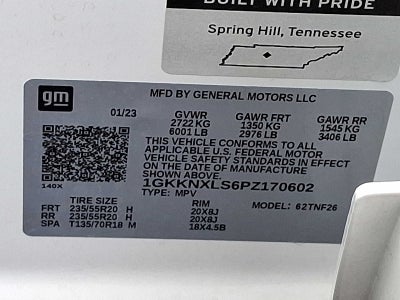 BUILT WITH PRIDE
Spring Hill, Tennessee
gm
MFD BY GENERAL MOTORS LLC
01/23 GVWR GAWR FRT GAWR RR
2722 KG 1350 KG 1545 KG
6001 LB 2976 LB 3406 LB
THIS VEHICLE CONFORMS TO ALL
APPLICABLE U.S. FEDERAL MOTOR
VEHICLE SAFETY STANDARDS IN EFFECT
ON THE DATE OF MANUFACTURE
SHOWN ABOVE.
1GKKNXLS6PZ170602
140X TYPE: MPV MODEL: 62TNF26
TIRE SIZE RIM
FRT 235/55R20 H 20X8J
RR 235/55R20 H 20X8J
SPA T135/70R18 M 18X4.5B